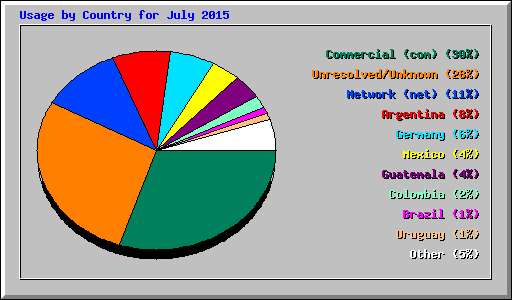 Usage by Country for July 2015
Commercial (com) (30%)
Unresolved/Unknown (28%)
Network (net) (11%)
Argentina (8%)
Germany (6%)
Mexico (4%)
Guatemala (4%)
Colombia (2%)
Brazil (1%)
Uruguay (1%)
Other (5%)